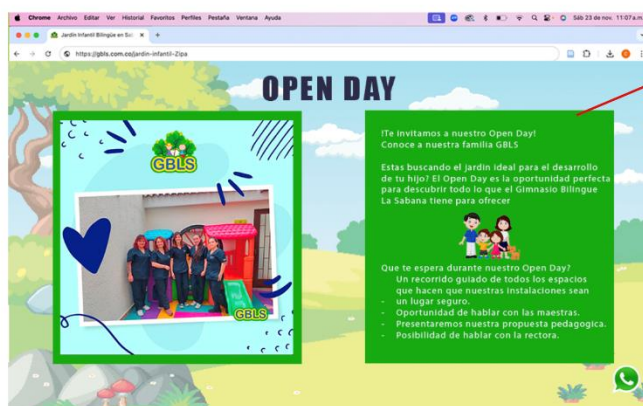 Chrome Archivo Editar Ver Historial Favoritos Perfiles Pestaña Ventana Ayuda
Sáb 23 de nov. 11:07 a.m.
Jardín Infantil Bilingüe en Sab
https://gbls.com.co/jardin-infantil-Zipa
OPEN DAY
GBLS
GBLS
!Te invitamos a nuestro Open Day!
Conoce a nuestra familia GBLS
Estas buscando el jardin ideal para el desarrollo
de tu hijo? El Open Day es la oportunidad perfecta
para descubrir todo lo que el Gimnasio Bilingue
La Sabana tiene para ofrecer
Que te espera durante nuestro Open Day?
Un recorrido guiado de todos los espacios
que hacen que nuestras instalaciones sean
- un lugar seguro.
- Oportunidad de hablar con las maestras.
- Presentaremos nuestra propuesta pedagogica.
- Posibilidad de hablar con la rectora.